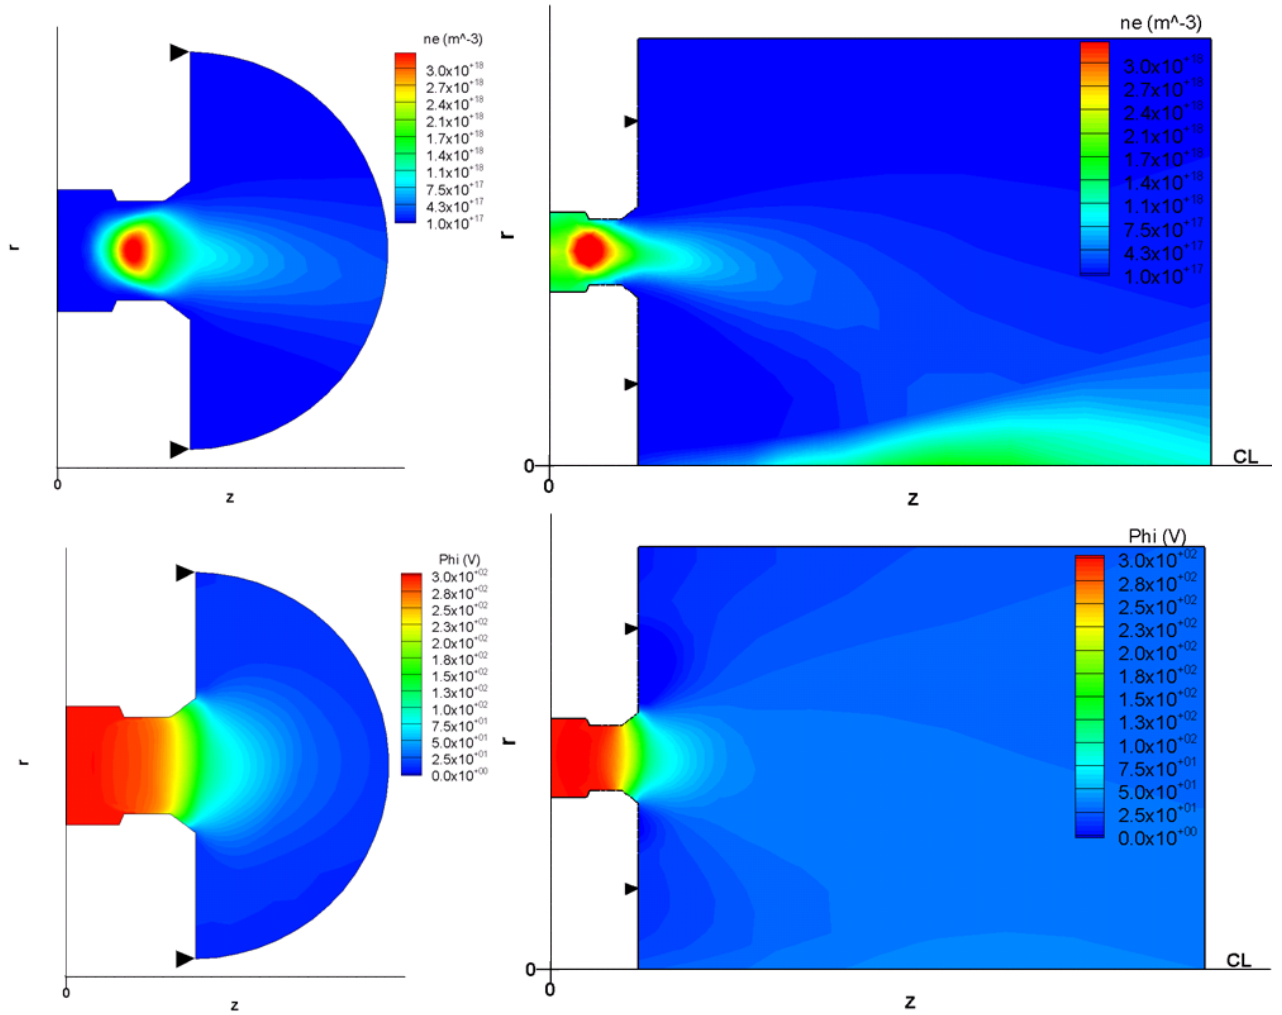 ne (m^-3)
3.0x10+18
2.7x10+18
2.4x10+18
2.1x10+18
1.7x10+18
1.4x10+18
1.1x10+18
7.5x10+17
4.3x10+17
1.0x10+17
r
0
z
ne (m^-3)
3.0x10+18
2.7x10+18
2.4x10+18
2.1x10+18
1.7x10+18
1.4x10+18
1.1x10+18
7.5x10+17
4.3x10+17
1.0x10+17
r
0
CL
0
z
Phi (V)
3.0x10+02
2.8x10+02
2.5x10+02
2.3x10+02
2.0x10+02
1.8x10+02
1.5x10+02
1.3x10+02
1.0x10+02
7.5x10+01
5.0x10+01
2.5x10+01
0.0x10+00
r
0
z
Phi (V)
3.0x10+02
2.8x10+02
2.5x10+02
2.3x10+02
2.0x10+02
1.8x10+02
1.5x10+02
1.3x10+02
1.0x10+02
7.5x10+01
5.0x10+01
2.5x10+01
0.0x10+00
r
0
CL
0
z